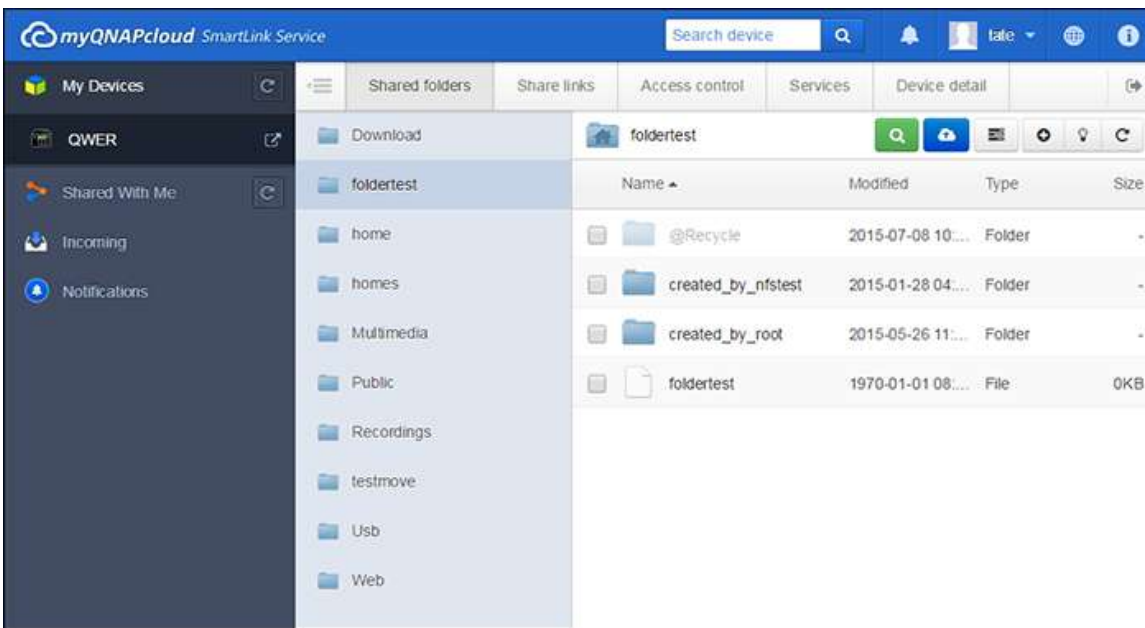 myQNAPcloud SmartLink Service
Search device
tate
My Devices
QWER
Shared With Me
Incoming
Notifications
Shared folders Share links Access control Services Device detail
Download
foldertest
home
homes
Multimedia
Public
Recordings
testmove
Usb
Web
foldertest
Name Modified Type Size
@Recycle 2015-07-08 10:... Folder -
created_by_nfstest 2015-01-28 04:... Folder -
created_by_root 2015-05-26 11:... Folder -
foldertest 1970-01-01 08:... File 0KB